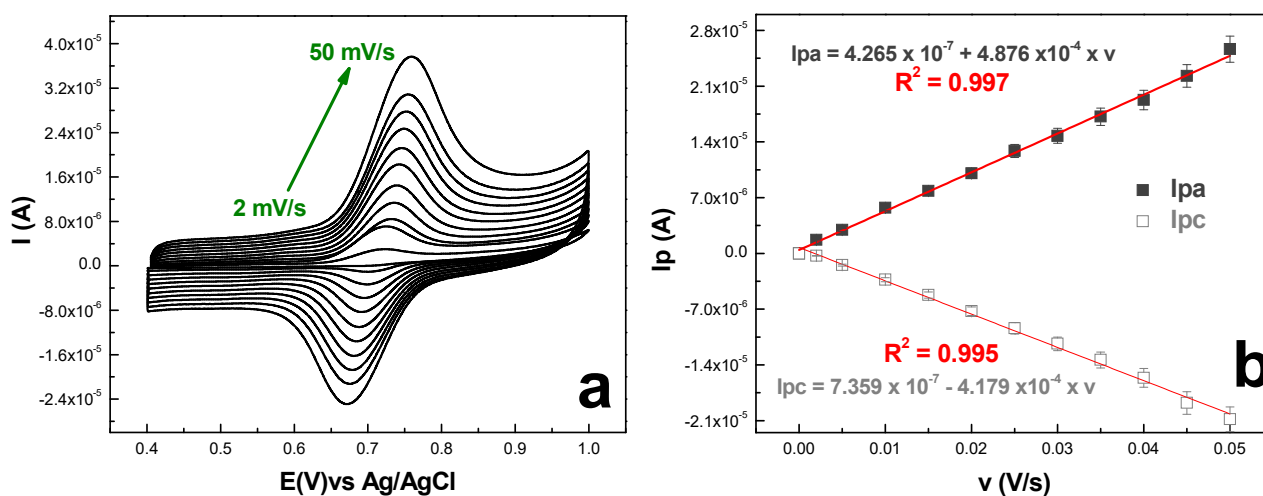 4.0x10⁻⁵
3.2x10⁻⁵
2.4x10⁻⁵
1.6x10⁻⁵
8.0x10⁻⁶
0.0
-8.0x10⁻⁶
-1.6x10⁻⁵
-2.4x10⁻⁵
I (A)
50 mV/s
2 mV/s
a
0.4 0.5 0.6 0.7 0.8 0.9 1.0
E(V)vs Ag/AgCl
2.8x10⁻⁵
2.1x10⁻⁵
1.4x10⁻⁵
7.0x10⁻⁶
0.0
-7.0x10⁻⁶
-1.4x10⁻⁵
-2.1x10⁻⁵
Ip (A)
Ipa = 4.265 x 10⁻⁷ + 4.876 x10⁻⁴ x v
R² = 0.997
Ipa
Ipc
R² = 0.995
Ipc = 7.359 x 10⁻⁷ - 4.179 x10⁻⁴ x v
b
0.00 0.01 0.02 0.03 0.04 0.05
v (V/s)